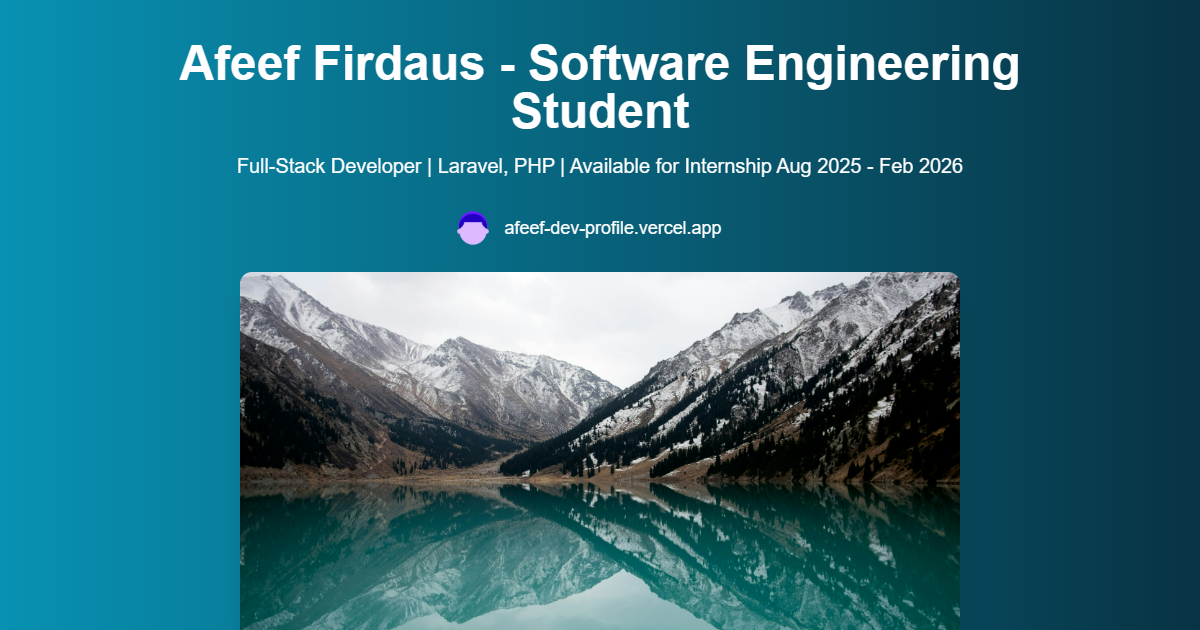 Afeef Firdaus - Software Engineering
Student
Full-Stack Developer | Laravel, PHP | Available for Internship Aug 2025 - Feb 2026
afeef-dev-profile.vercel.app